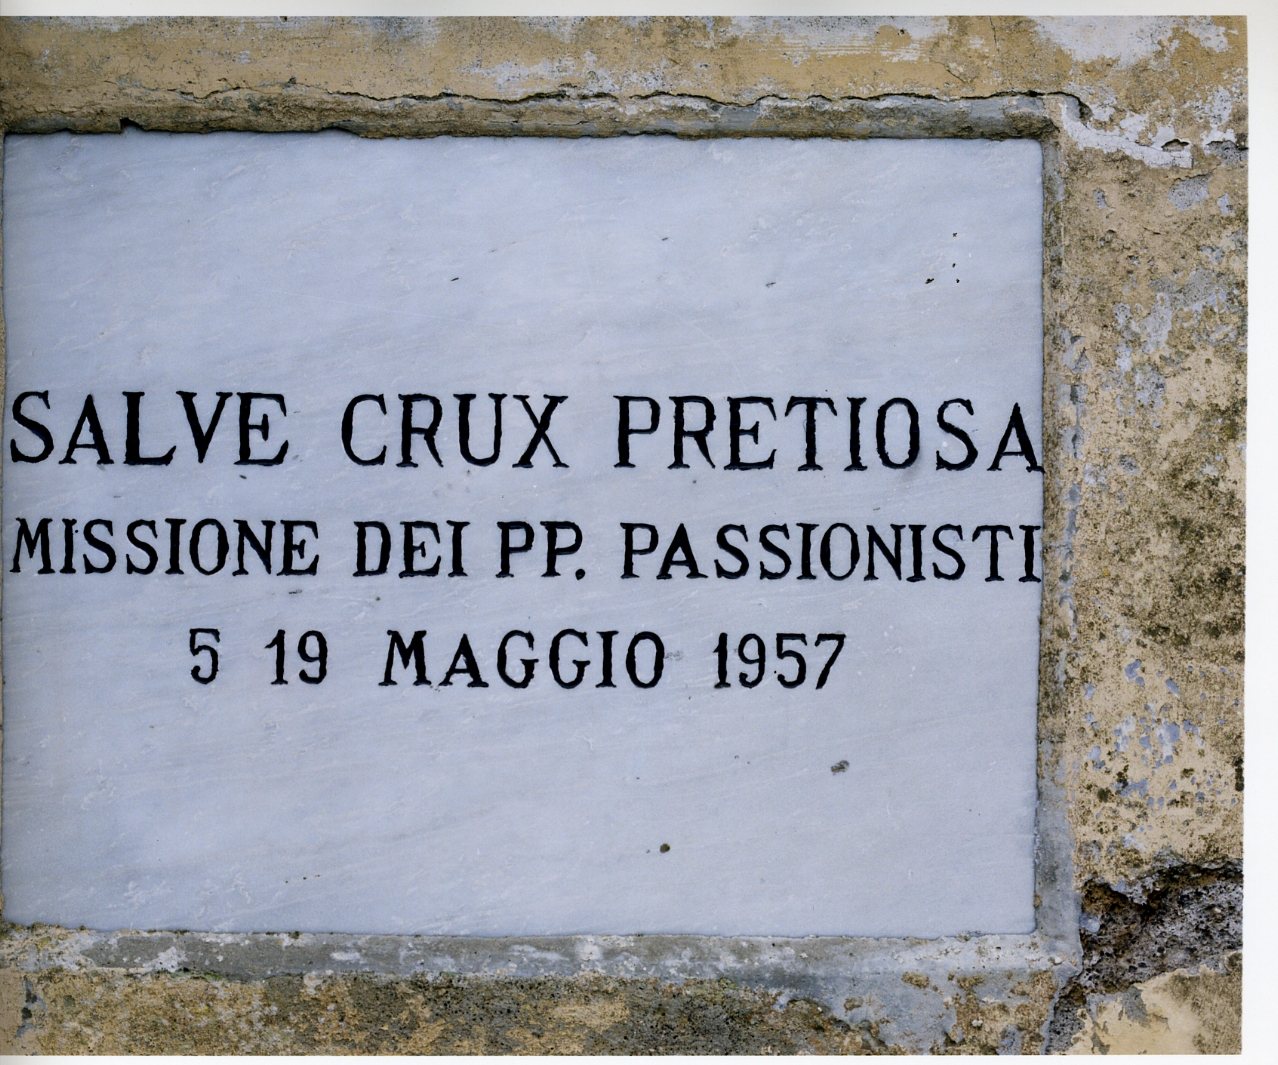 SALVE CRUX PRETIOSA
MISSIONE DEI PP. PASSIONISTI
5 19 MAGGIO 1957